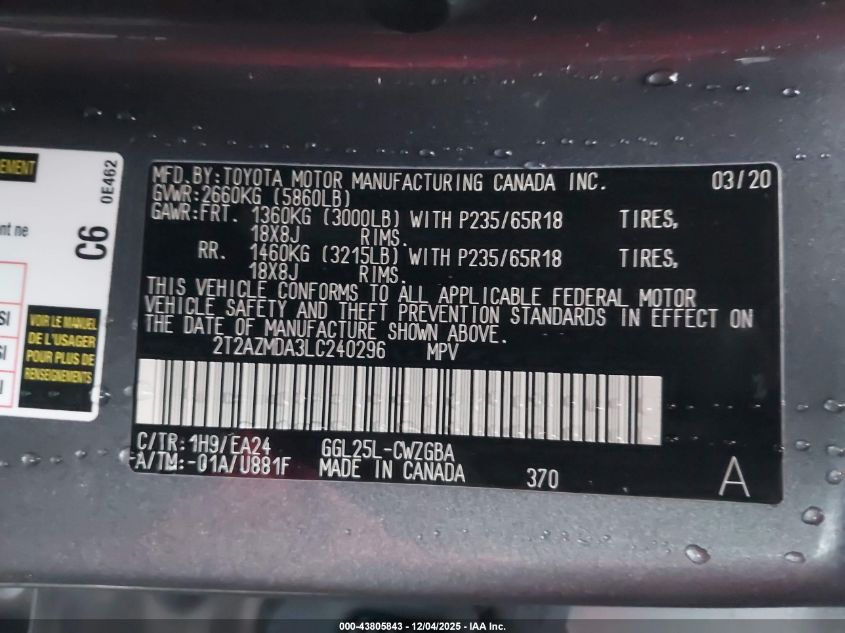 EMENT
nt ne
SI
SI
I
VOIR LE MANUEL
DE L'USAGER
POUR PLUS DE
RENSEIGNEMENTS
C6
0E462
MFD. BY: TOYOTA MOTOR MANUFACTURING CANADA INC. 03/20
GVWR: 2660KG (5860LB)
GAWR: FRT. 1360KG (3000LB) WITH P235/65R18 TIRES,
18X8J RIMS.
RR. 1460KG (3215LB) WITH P235/65R18 TIRES,
18X8J RIMS.
THIS VEHICLE CONFORMS TO ALL APPLICABLE FEDERAL MOTOR
VEHICLE SAFETY AND THEFT PREVENTION STANDARDS IN EFFECT ON
THE DATE OF MANUFACTURE SHOWN ABOVE.
2T2AZMDA3LC240296 MPV
C/TR: 1H9/EA24 GGL25L-CWZGBA
A/TM: -01A/U881F MADE IN CANADA 370 A
000-43805843 - 12/04/2025 - IAA Inc.